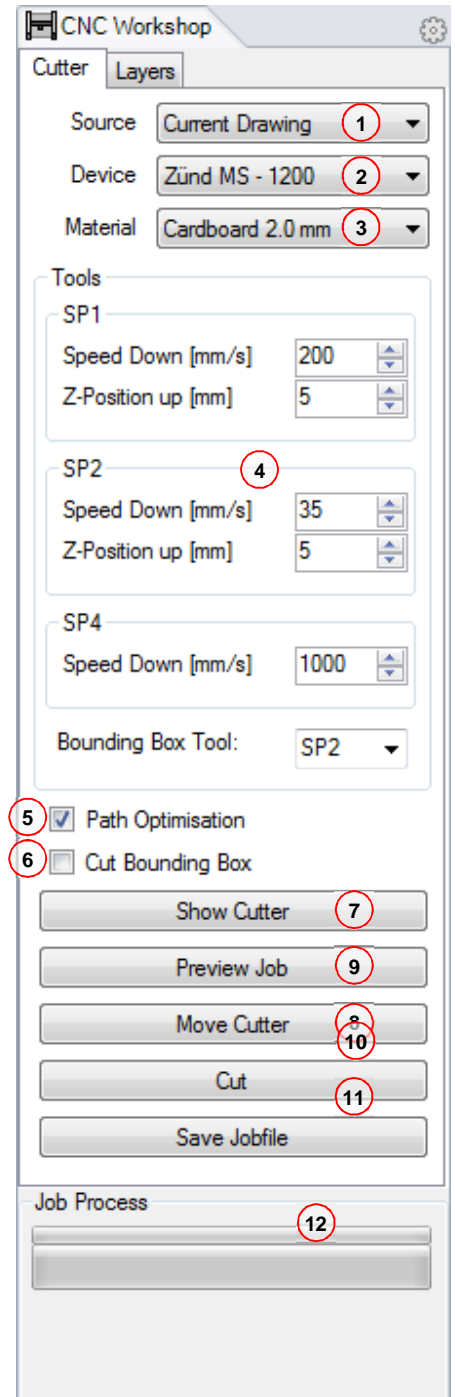 CNC Workshop
Cutter Layers
Source Current Drawing 1
Device Zünd MS - 1200 2
Material Cardboard 2.0 mm 3
Tools
SP1
Speed Down [mm/s] 200
Z-Position up [mm] 5
SP2 4
Speed Down [mm/s] 35
Z-Position up [mm] 5
SP4
Speed Down [mm/s] 1000
Bounding Box Tool: SP2
5 Path Optimisation
6 Cut Bounding Box
Show Cutter 7
Preview Job 9
Move Cutter 8
10
Cut
11
Save Jobfile
Job Process
12